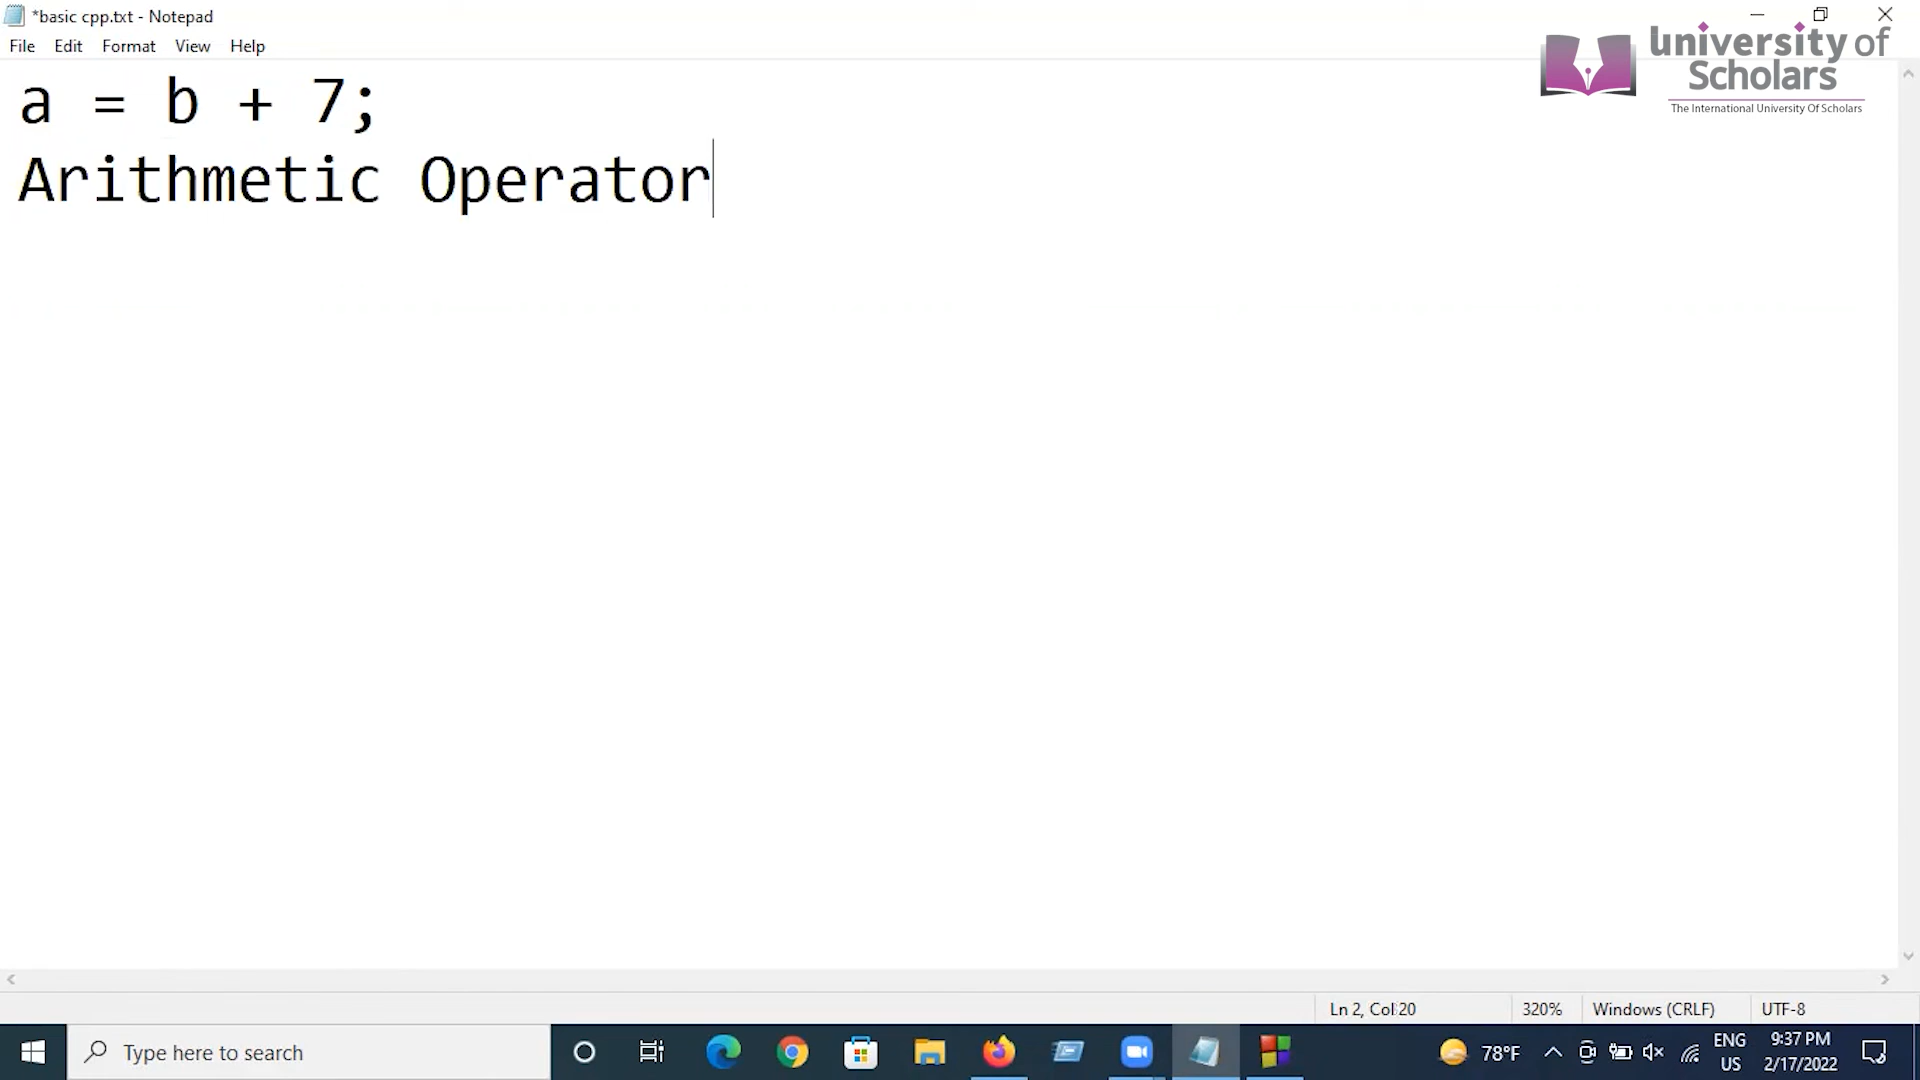 *basic cpp.txt - Notepad
File Edit Format View Help
university of
Scholars
The International University Of Scholars
a = b + 7;
Arithmetic Operator
Ln 2, Col 20 320% Windows (CRLF) UTF-8
Type here to search
78°F
ENG
US
9:37 PM
2/17/2022